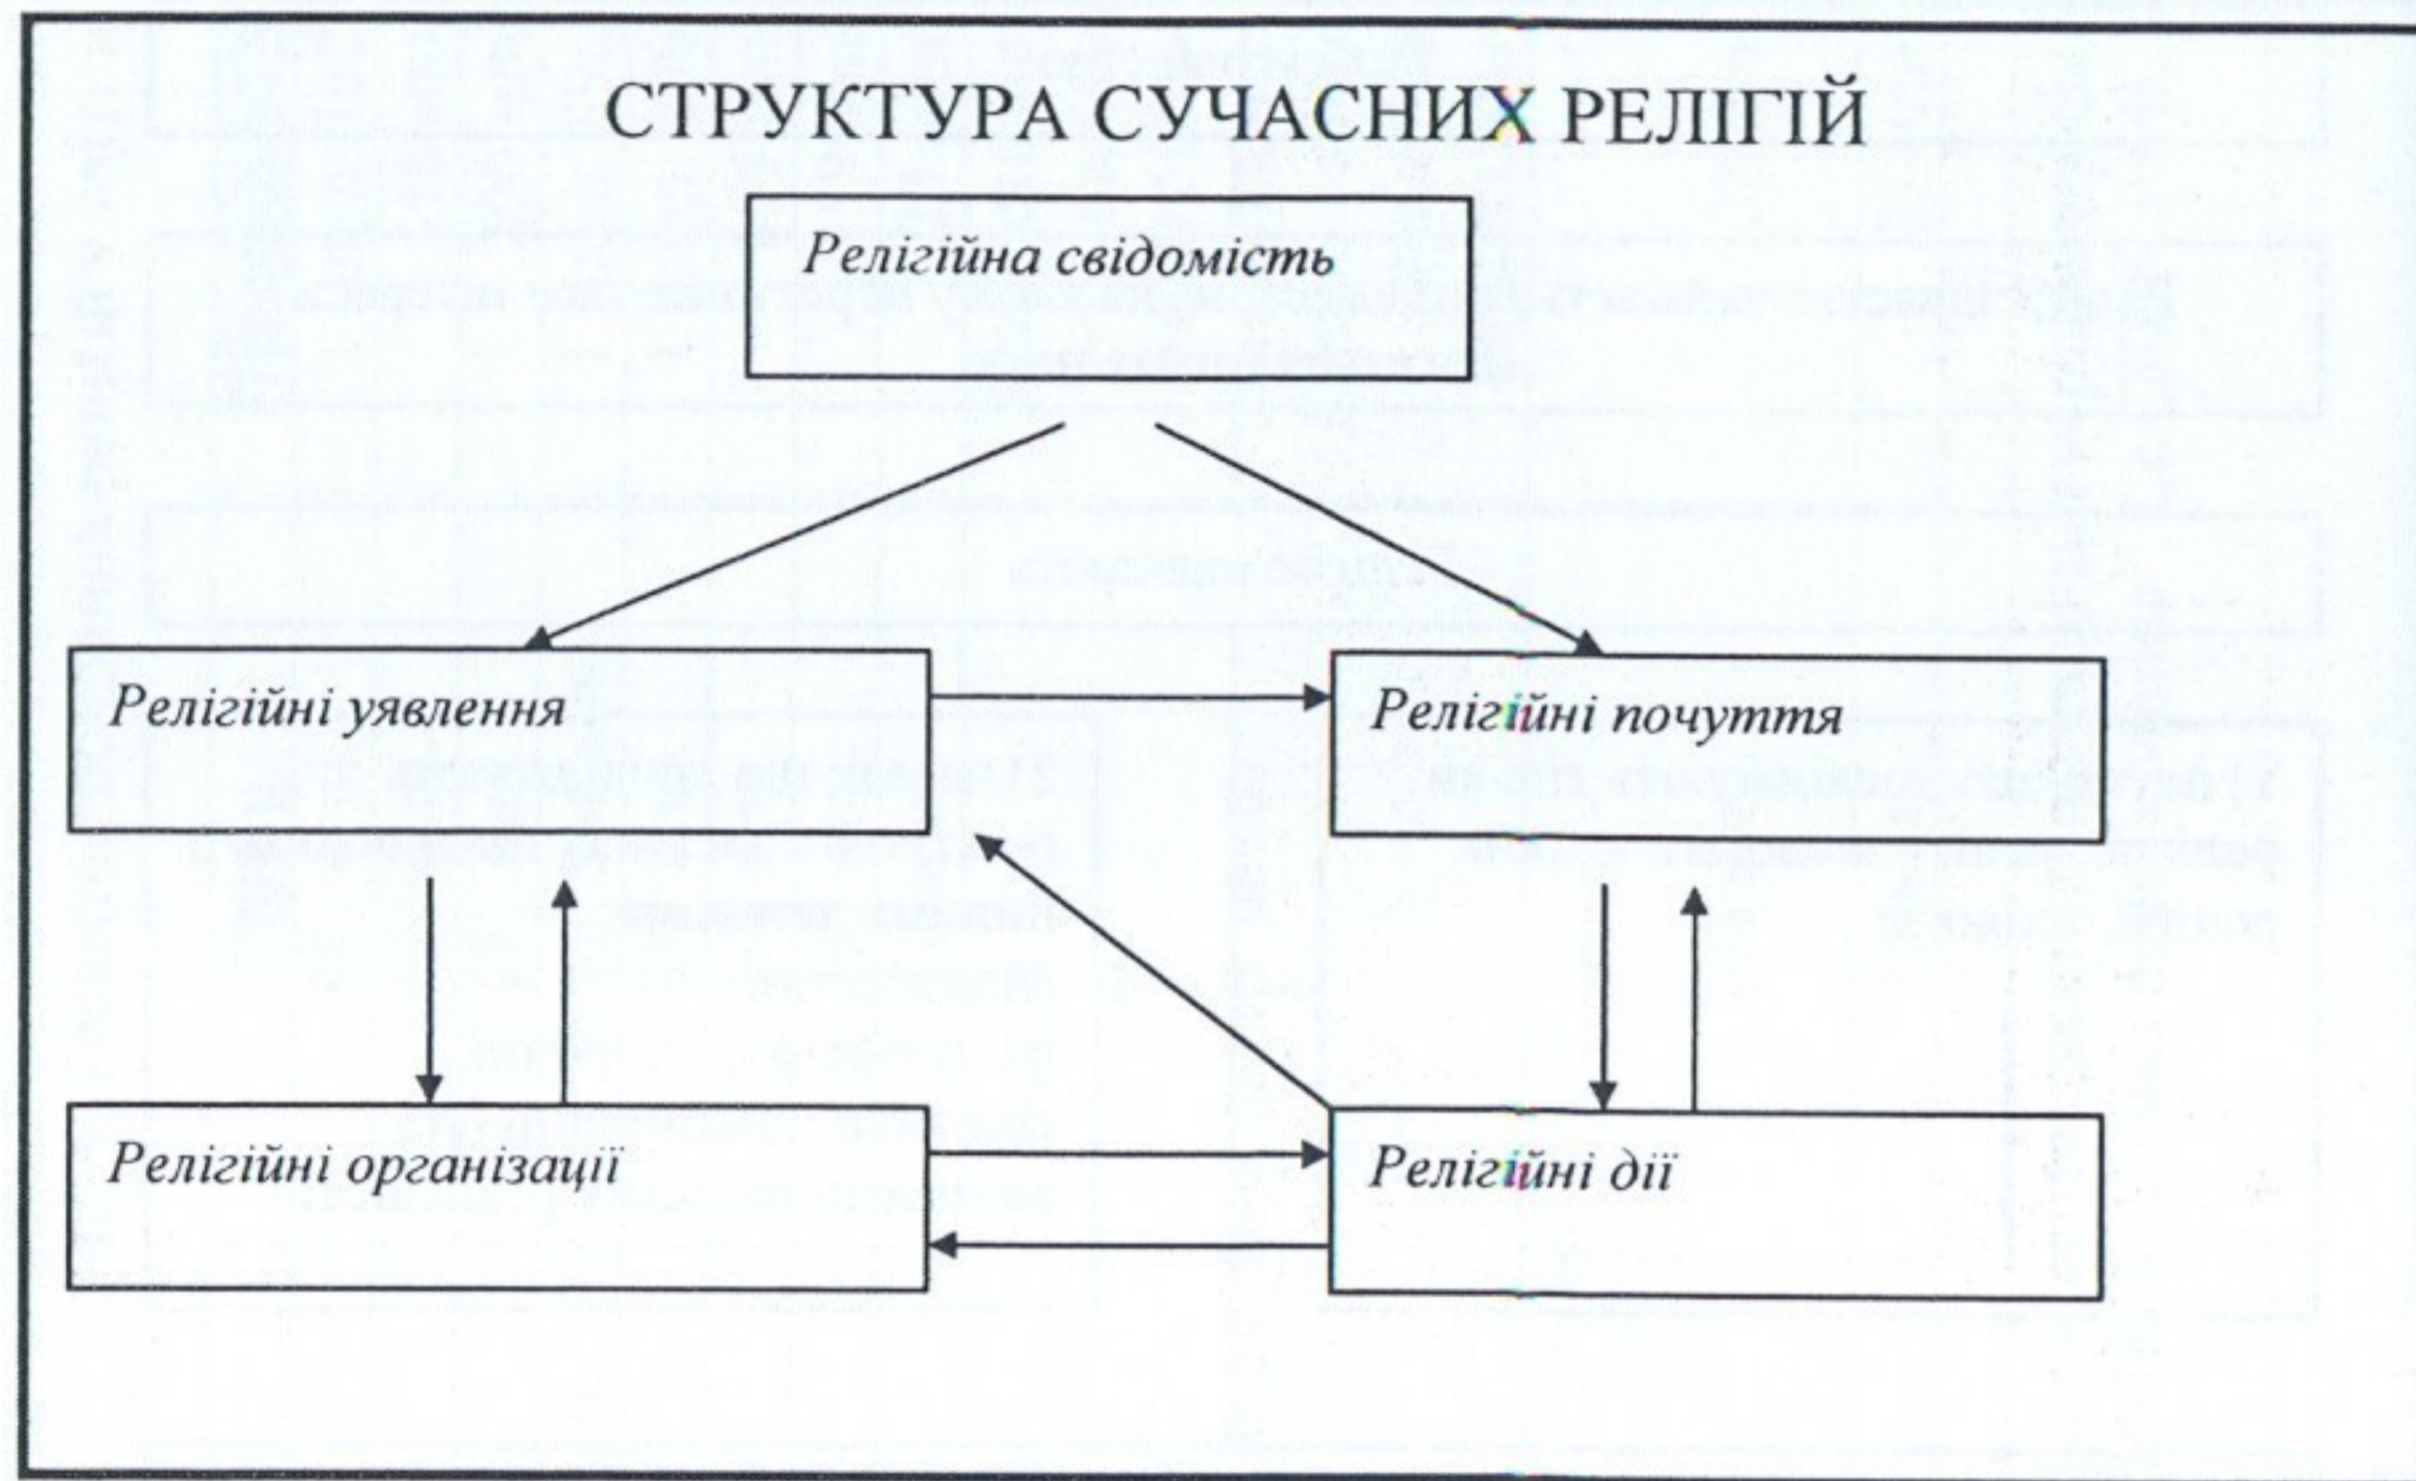 СТРУКТУРА СУЧАСНИХ РЕЛІГІЙ
Релігійна свідомість
Релігійні уявлення
Релігійні почуття
Релігійні організації
Релігійні дії